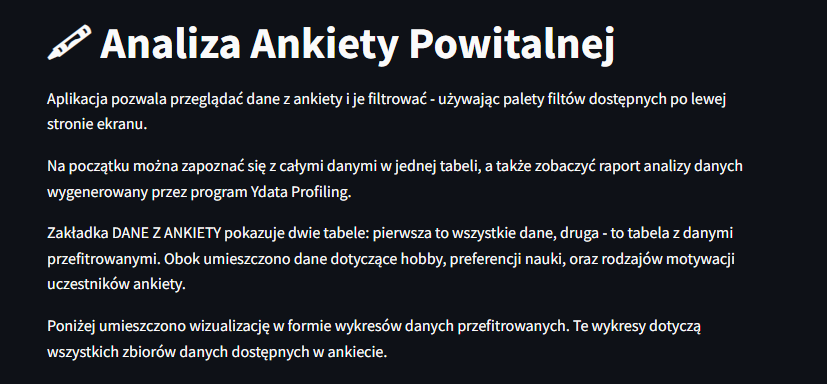 Analiza Ankiety Powitalnej
Aplikacja pozwala przeglądać dane z ankiety i je filtrować - używając palety filtów dostępnych po lewej
stronie ekranu.
Na początku można zapoznać się z całymi danymi w jednej tabeli, a także zobaczyć raport analizy danych
wygenerowany przez program Ydata Profiling.
Zakładka DANE Z ANKIETY pokazuje dwie tabele: pierwsza to wszystkie dane, druga - to tabela z danymi
przefitrowanymi. Obok umieszczono dane dotyczące hobby, preferencji nauki, oraz rodzajów motywacji
uczestników ankiety.
Poniżej umieszczono wizualizację w formie wykresów danych przefitrowanych. Te wykresy dotyczą
wszystkich zbiorów danych dostępnych w ankiecie.